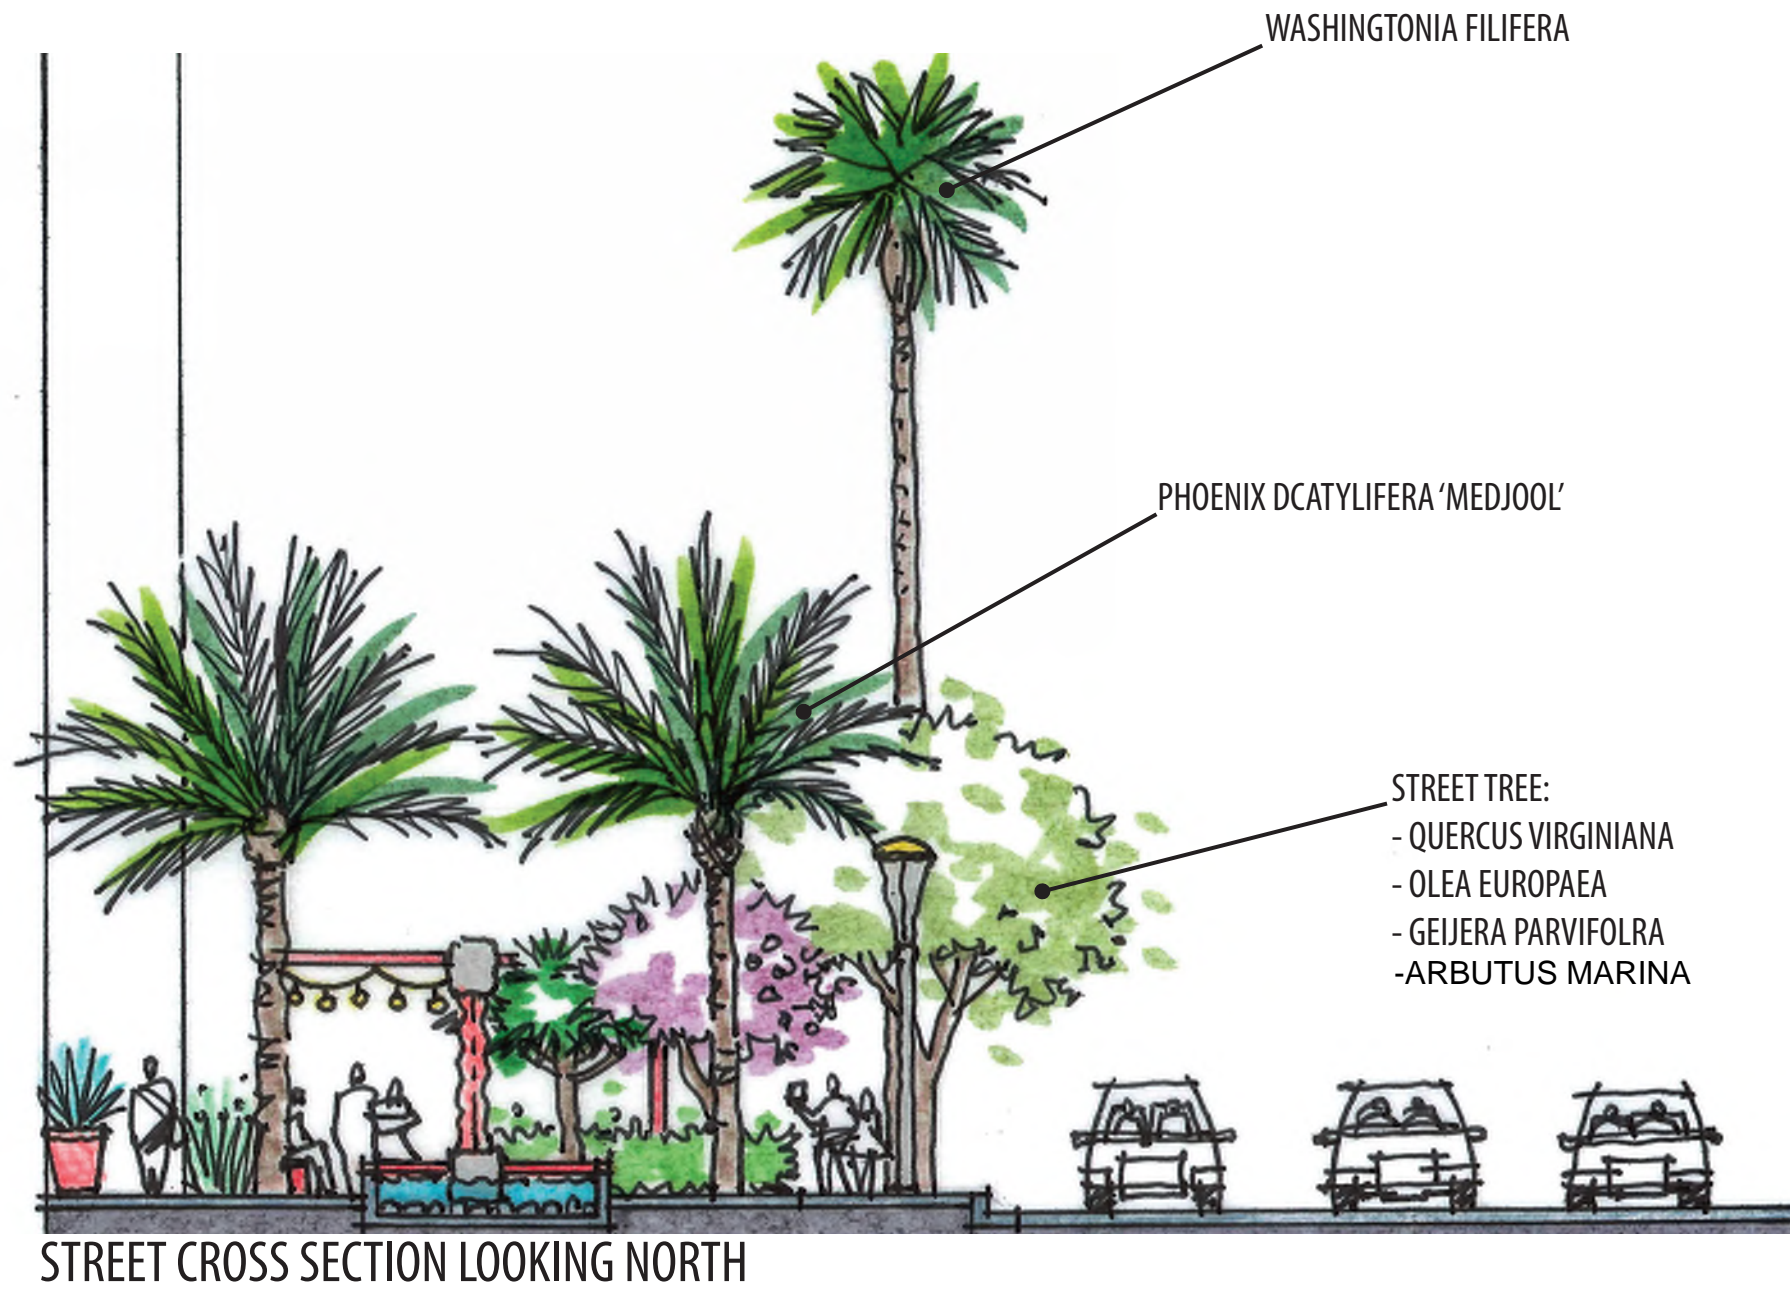 WASHINGTONIA FILIFERA
PHOENIX DCATYLIFERA ‘MEDJOOL’
STREET TREE:
- QUERCUS VIRGINIANA
- OLEA EUROPAEA
- GEIJERA PARVIFOLRA
-ARBUTUS MARINA
STREET CROSS SECTION LOOKING NORTH